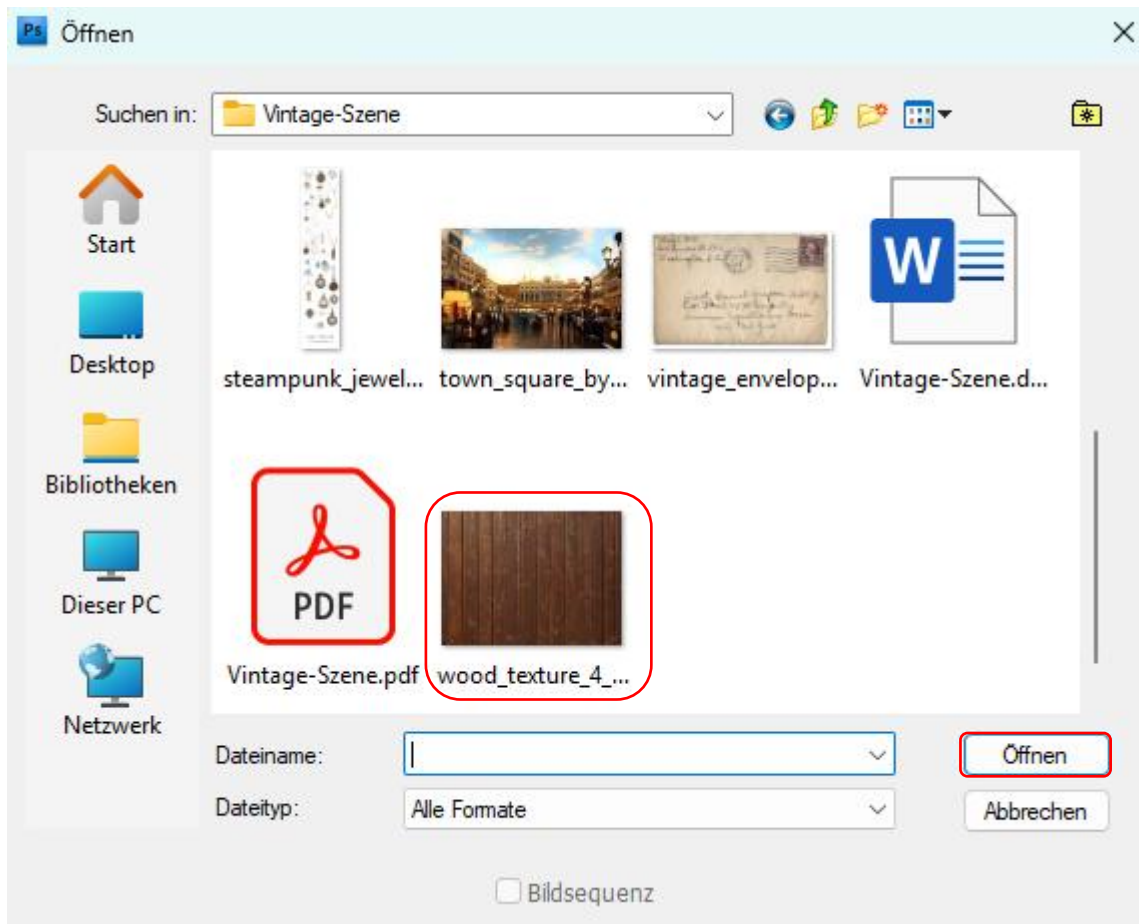 Ps Öffnen
Suchen in: Vintage-Szene
Start
Desktop
Bibliotheken
Dieser PC
Netzwerk
W
steampunk_jewel... town_square_by... vintage_envelop... Vintage-Szene.d...
PDF
Vintage-Szene.pdf wood_texture_4_...
Dateiname: Öffnen
Dateityp: Alle Formate Abbrechen
Bildsequenz